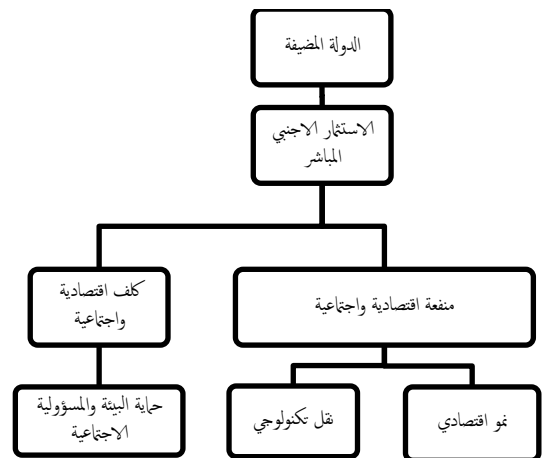 الدولة المضيفة
الاستثمار الاجنبي
المباشر
منفعة اقتصادية واجتماعية
كلف اقتصادية
واجتماعية
نمو اقتصادي
نقل تكنولوجي
حماية البيئة والمسؤولية
الاجتماعية